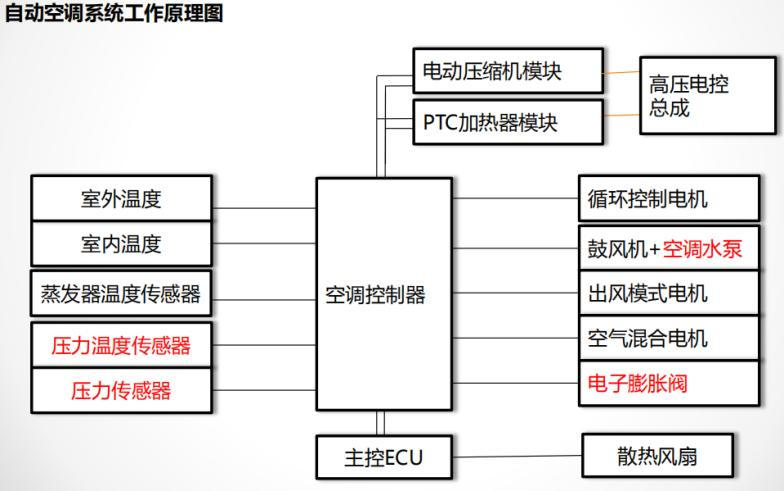 自动空调系统工作原理图
电动压缩机模块
PTC加热器模块
高压电控
总成
室外温度
室内温度
蒸发器温度传感器
压力温度传感器
压力传感器
空调控制器
循环控制电机
鼓风机+空调水泵
出风模式电机
空气混合电机
电子膨胀阀
主控ECU
散热风扇